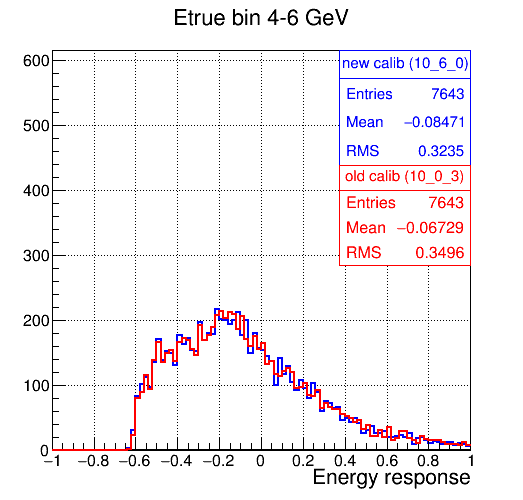 Etrue bin 4-6 GeV
600
500
400
300
200
100
0
new calib (10_6_0)
Entries 7643
Mean −0.08471
RMS 0.3235
old calib (10_0_3)
Entries 7643
Mean −0.06729
RMS 0.3496
−1 −0.8 −0.6 −0.4 −0.2 0 0.2 0.4 0.6 0.8 1
Energy response